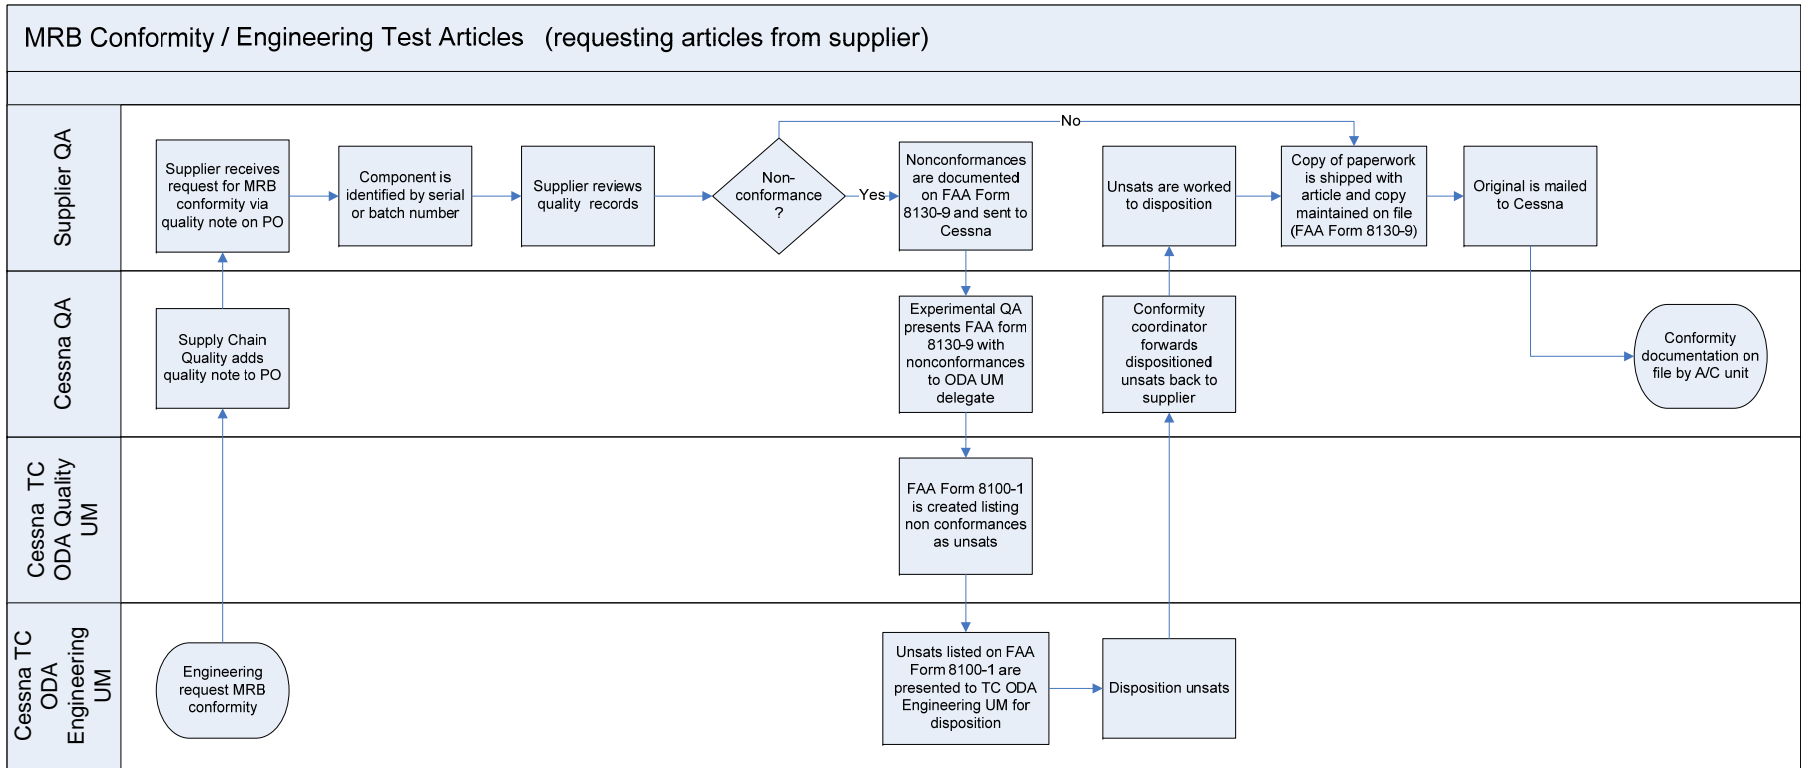 MRB Conformity / Engineering Test Articles (requesting articles from supplier)
Supplier QA
Supplier receives
request for MRB
conformity via
quality note on PO
Component is
identified by serial
or batch number
Supplier reviews
quality records
Non-
conformance
?
Yes
No
Nonconformances
are documented
on FAA Form
8130-9 and sent to
Cessna
Unsats are worked
to disposition
Copy of paperwork
is shipped with
article and copy
maintained on file
(FAA Form 8130-9)
Original is mailed
to Cessna
Cessna QA
Supply Chain
Quality adds
quality note to PO
Experimental QA
presents FAA form
8130-9 with
nonconformances
to ODA UM
delegate
Conformity
coordinator
forwards
dispositioned
unsats back to
supplier
Conformity
documentation on
file by A/C unit
Cessna TC
ODA Quality
UM
FAA Form 8100-1
is created listing
non conformances
as unsats
Cessna TC
ODA
Engineering
UM
Engineering
request MRB
conformity
Unsats listed on FAA
Form 8100-1 are
presented to TC ODA
Engineering UM for
disposition
Disposition unsats